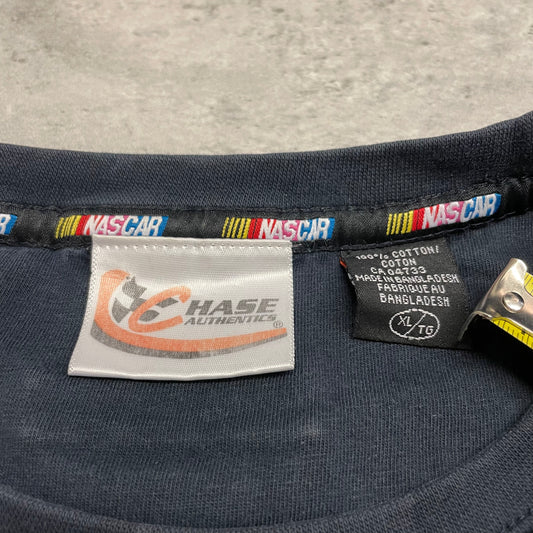 NASCAR
NASCAR
NASCAR
CHASE
AUTHENTICS®
100% COTTON/
COTON
CA 04733
MADE IN BANGLADESH
FABRIQUE AU
BANGLADESH
XL/TG